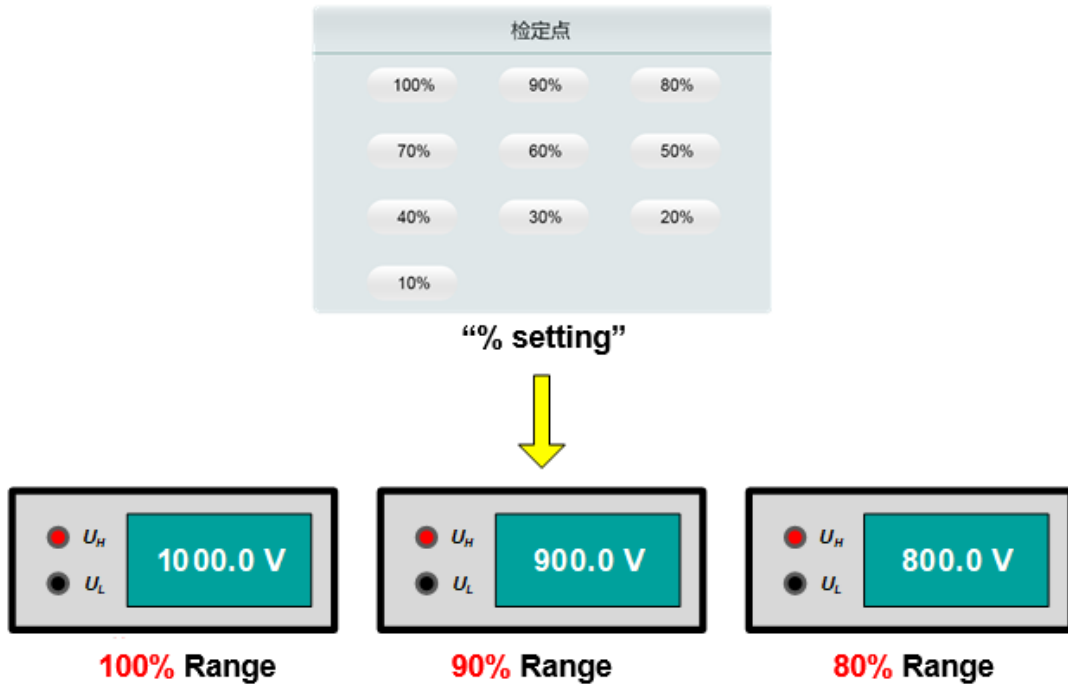 检定点
100% 90% 80%
70% 60% 50%
40% 30% 20%
10%
“% setting”
UH
1000.0 V
UL
UH
900.0 V
UL
UH
800.0 V
UL
100% Range
90% Range
80% Range